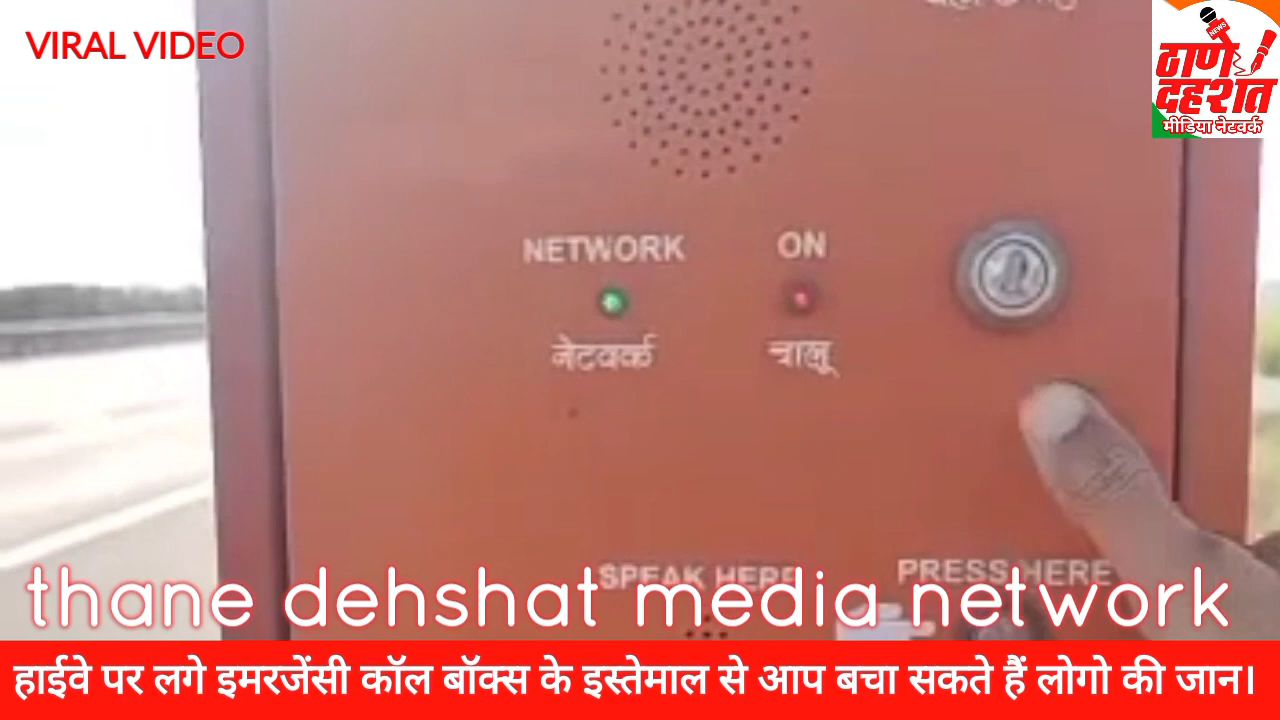 VIRAL VIDEO
NEWS
ठाणे
दहशत
मीडिया नेटवर्क
NETWORK
ON
नेटवर्क
चालू
SPEAK HERE
PRESS HERE
thane dehshat media network
हाईवे पर लगे इमरजेंसी कॉल बॉक्स के इस्तेमाल से आप बचा सकते हैं लोगो की जान।